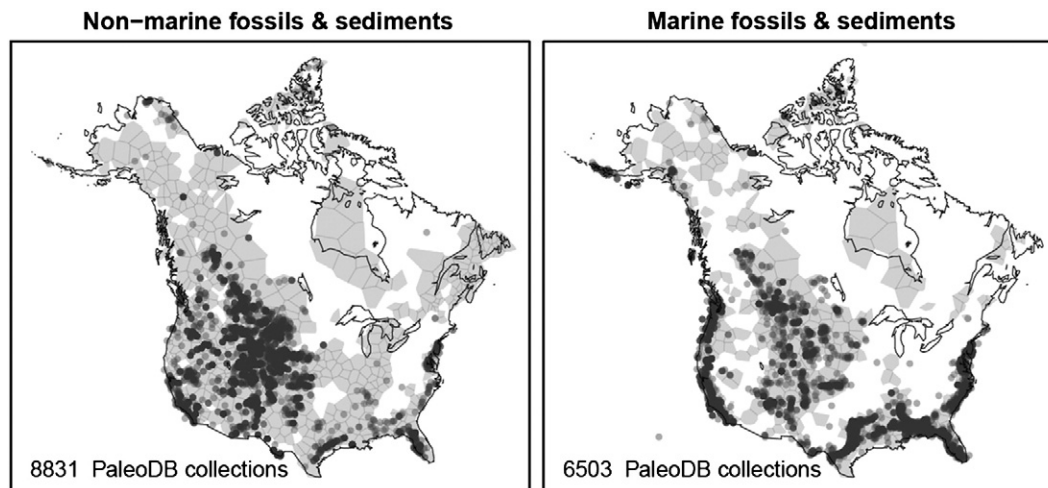 Non−marine fossils & sediments
Marine fossils & sediments
8831 PaleoDB collections
6503 PaleoDB collections